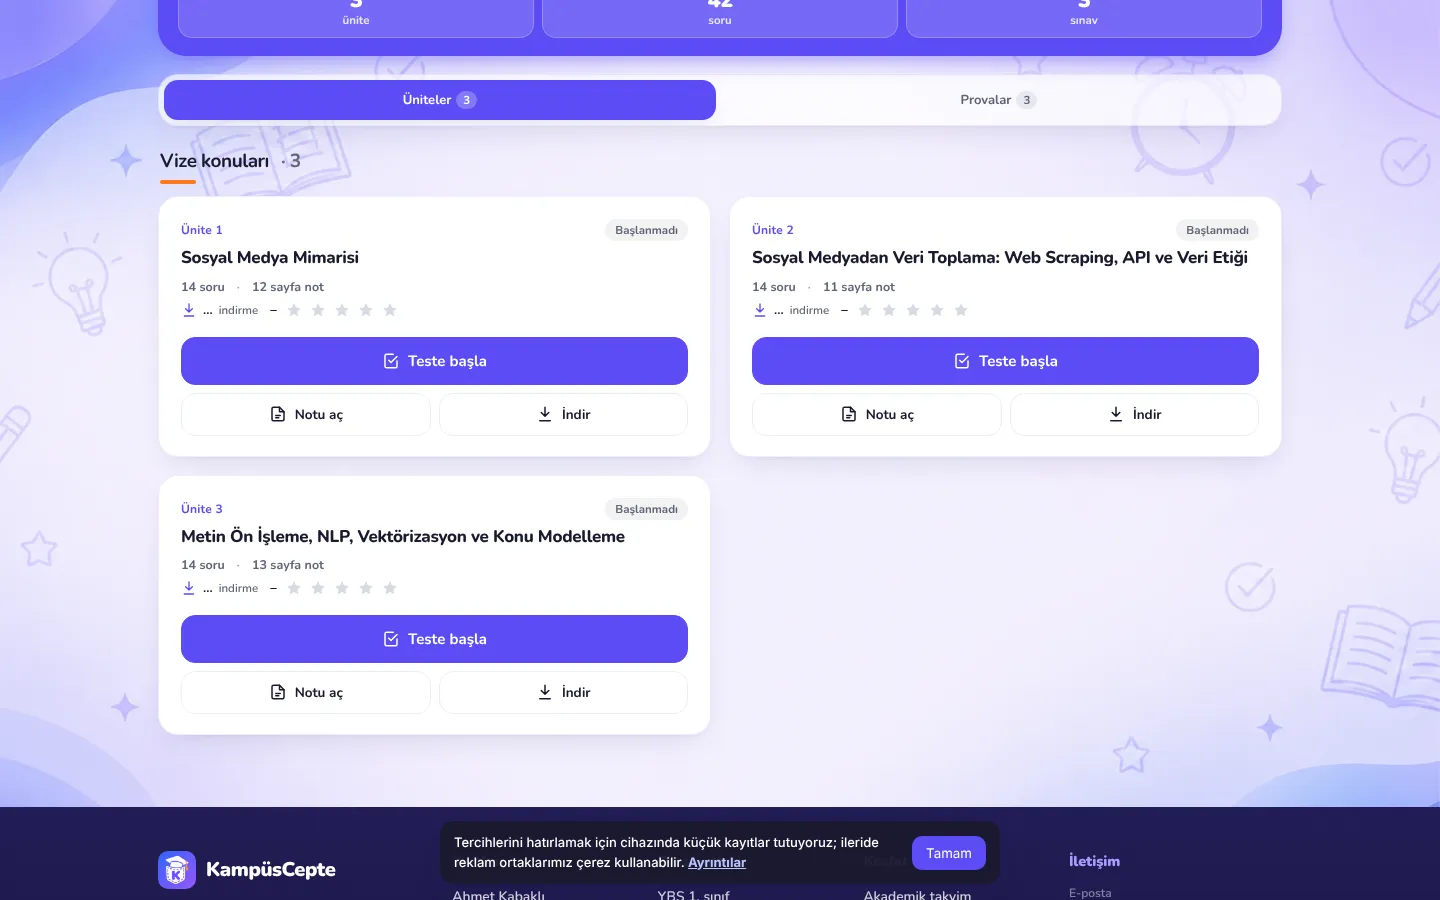 3
42
3
ünite
soru
sınav
Üniteler 3
Provalar 3
Vize konuları · 3
Ünite 1
Başlanmadı
Sosyal Medya Mimarisi
14 soru · 12 sayfa not
... indirme –
Teste başla
Notu aç
İndir
Ünite 2
Başlanmadı
Sosyal Medyadan Veri Toplama: Web Scraping, API ve Veri Etiği
14 soru · 11 sayfa not
... indirme –
Teste başla
Notu aç
İndir
Ünite 3
Başlanmadı
Metin Ön İşleme, NLP, Vektörizasyon ve Konu Modelleme
14 soru · 13 sayfa not
... indirme –
Teste başla
Notu aç
İndir
KampüsCepte
Tercihlerini hatırlamak için cihazında küçük kayıtlar tutuyoruz; ileride
reklam ortaklarımız çerez kullanabilir. Ayrıntılar
Tamam
İletişim
Ahmet Kabaklı
YBS 1. sınıf
Akademik takvim
E-posta